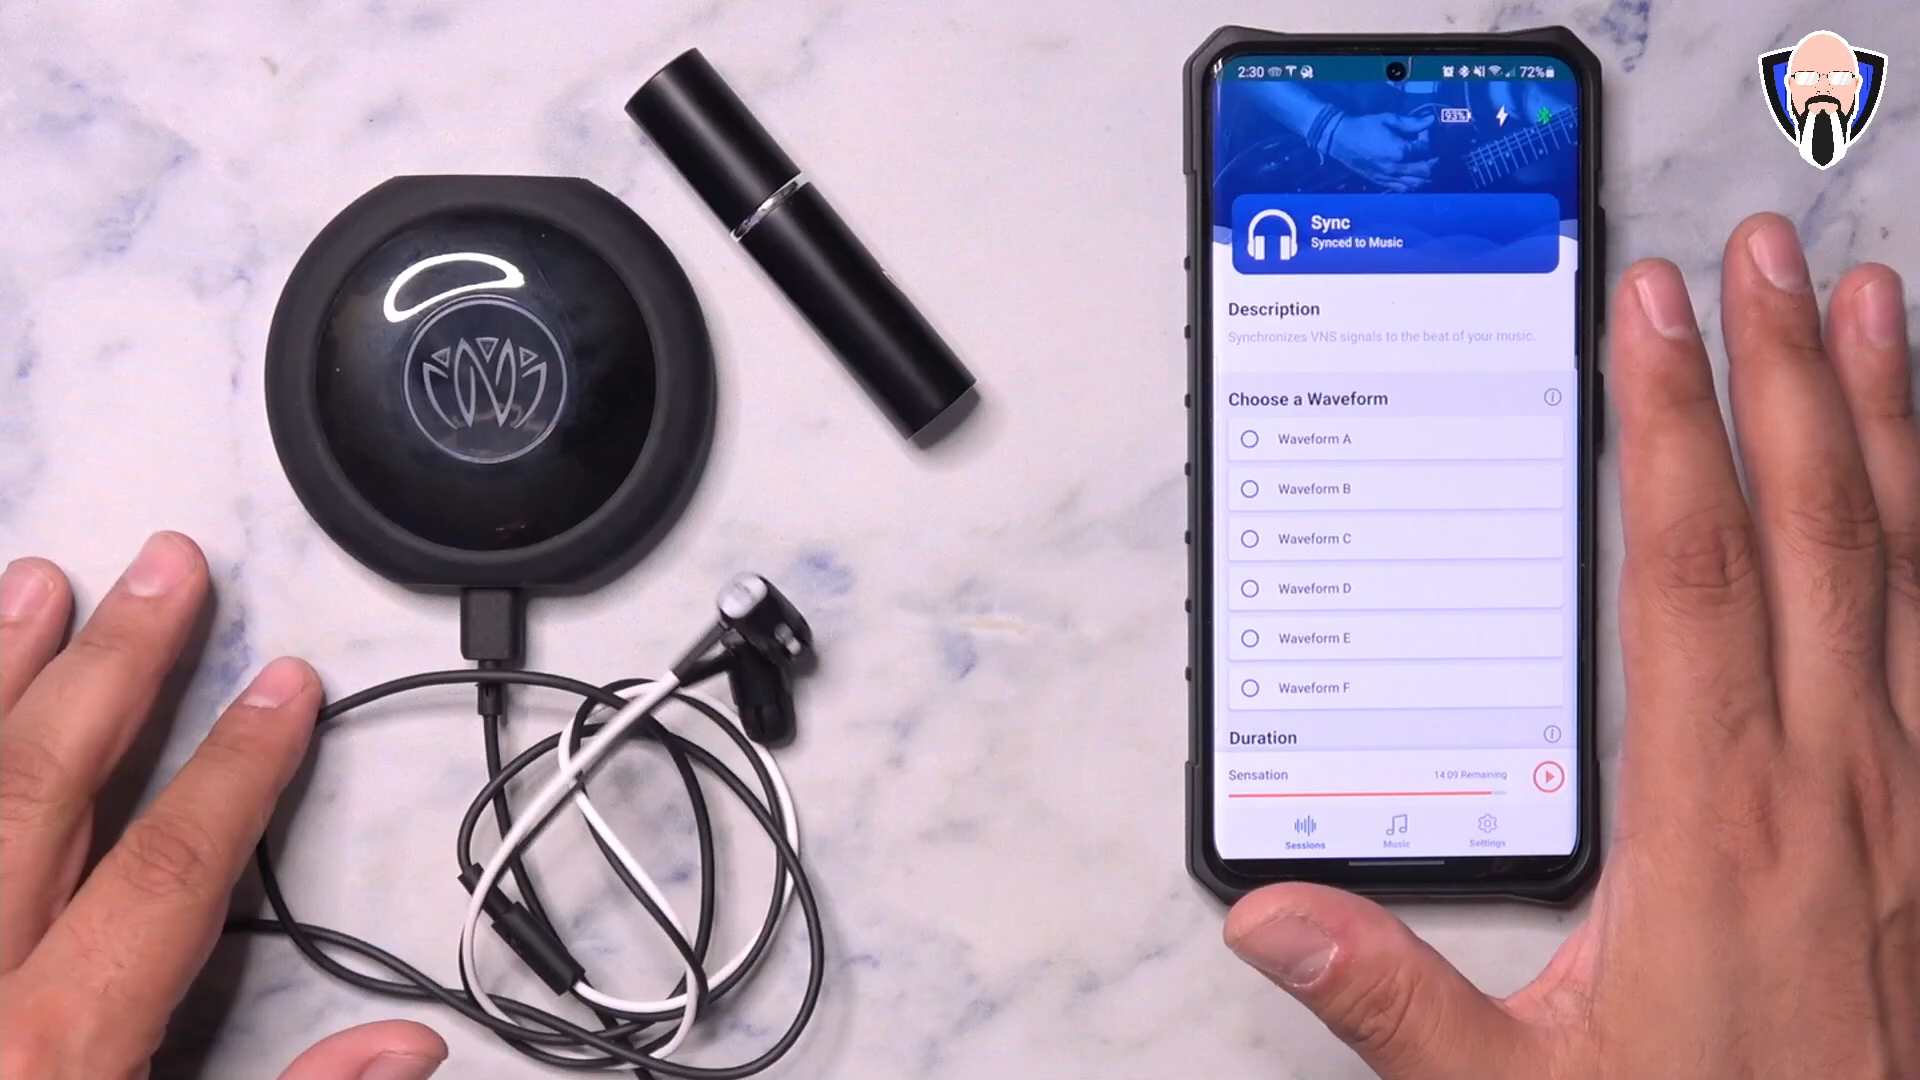 2:30
72%
93%
Sync
Synced to Music
Description
Synchronizes VNS signals to the beat of your music.
Choose a Waveform
Waveform A
Waveform B
Waveform C
Waveform D
Waveform E
Waveform F
Duration
Sensation
14:09 Remaining
Sessions
Music
Settings